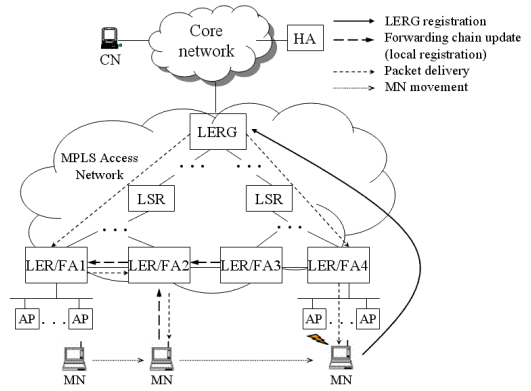 Core
network
HA
CN
LERG registration
Forwarding chain update
(local registration)
Packet delivery
MN movement
LERG
MPLS Access
Network
. . .
. . .
LSR
LSR
. . .
. . .
LER/FA1
LER/FA2
LER/FA3
LER/FA4
AP . . . AP
AP . . . AP
MN
MN
MN